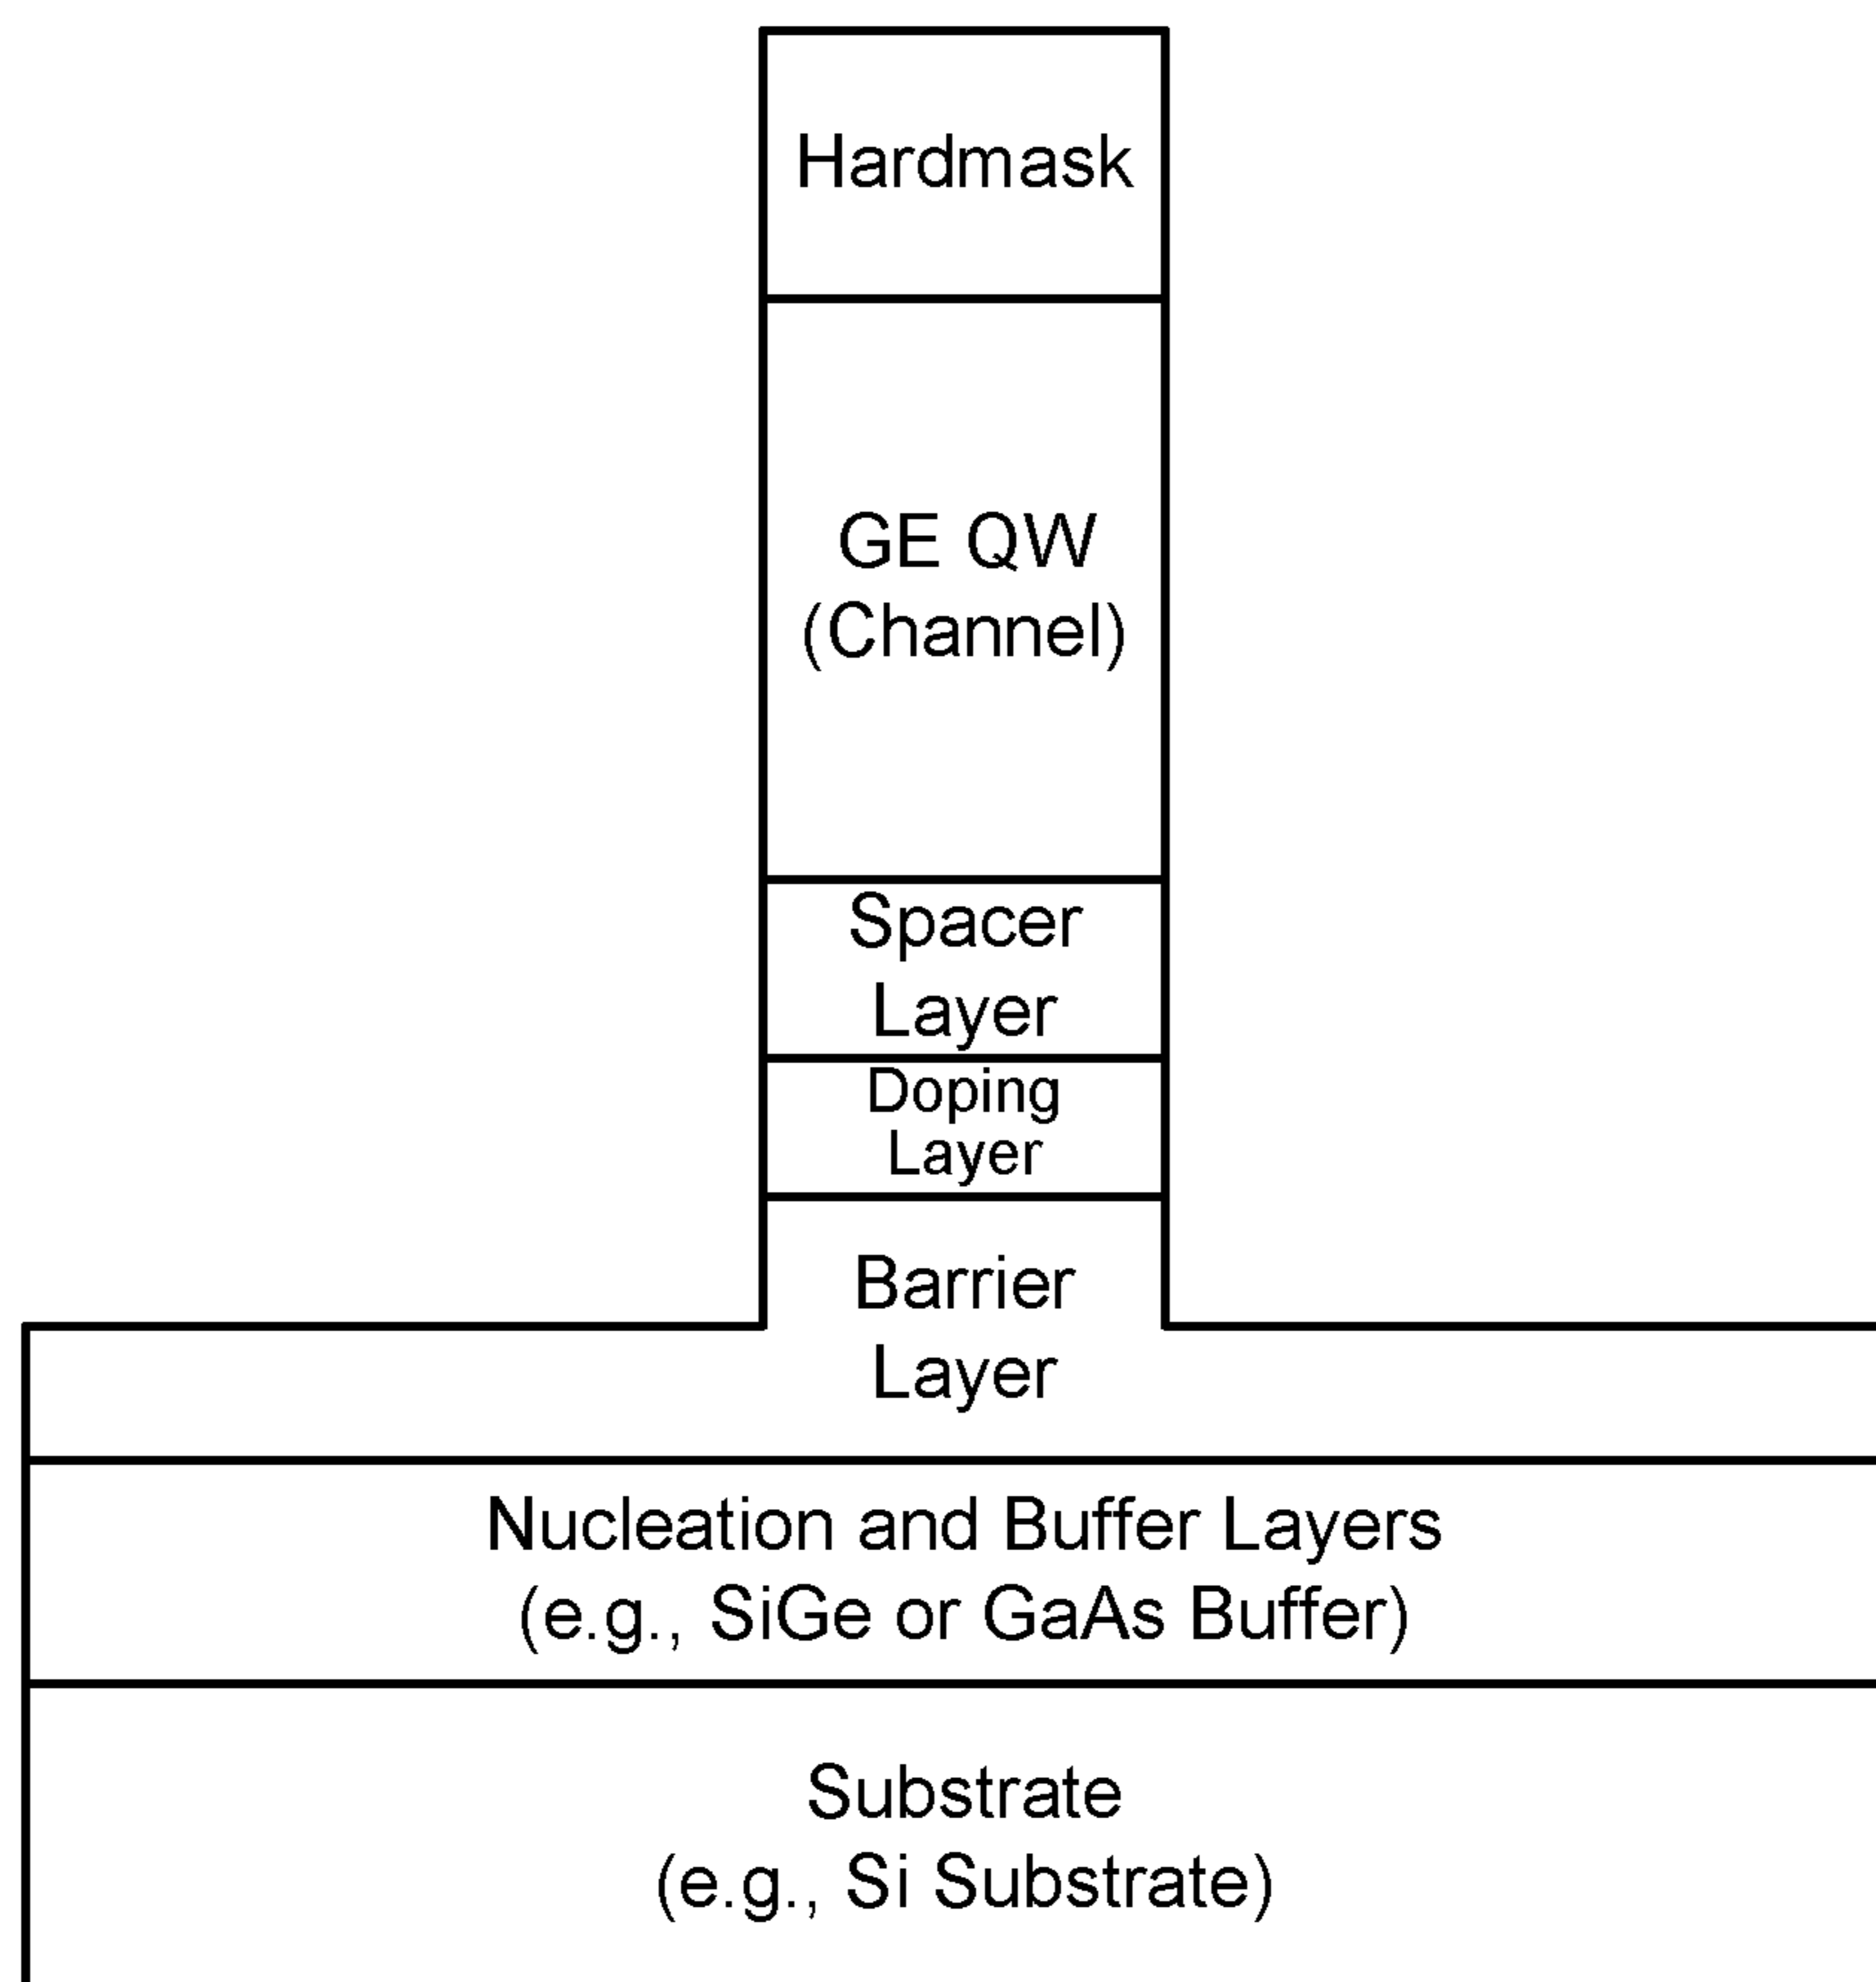 Hardmask
GE QW
(Channel)
Spacer
Layer
Doping
Layer
Barrier
Layer
Nucleation and Buffer Layers
(e.g., SiGe or GaAs Buffer)
Substrate
(e.g., Si Substrate)